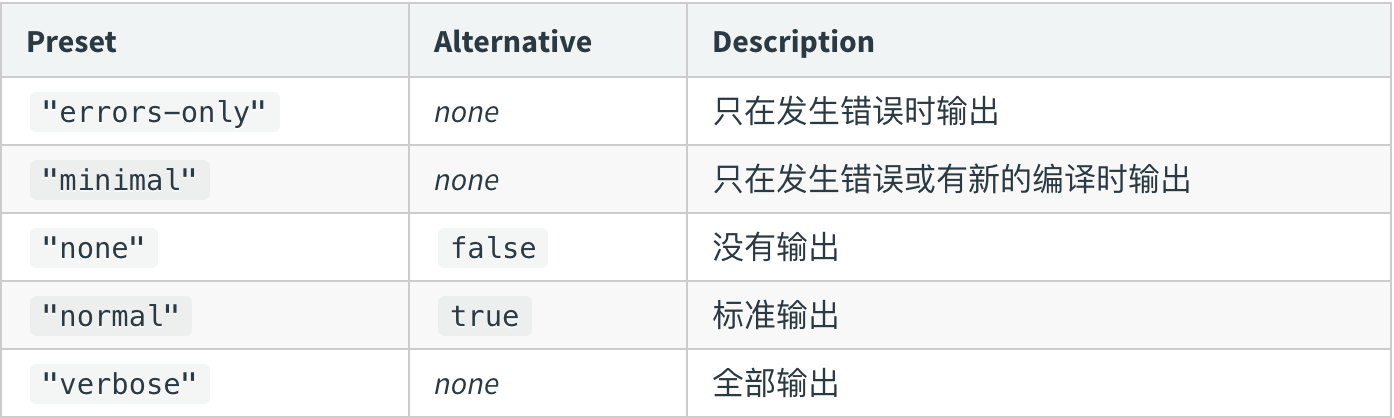 Preset Alternative Description
"errors-only" none 只在发生错误时输出
"minimal" none 只在发生错误或有新的编译时输出
"none" false 没有输出
"normal" true 标准输出
"verbose" none 全部输出